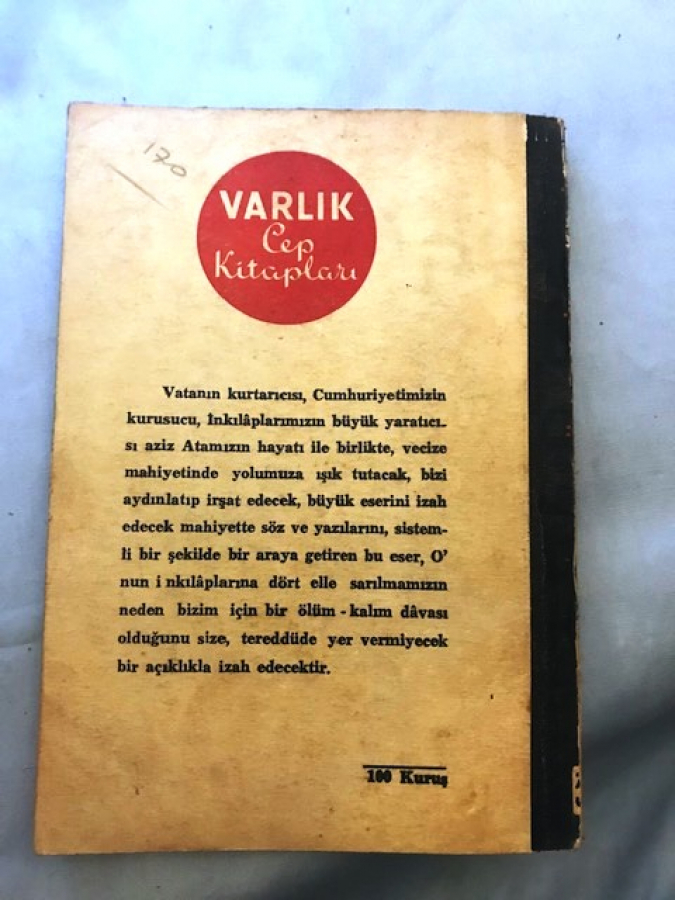 170
VARLIK
Cep
Kitapları
Vatanın kurtarıcısı, Cumhuriyetimizin
kurusucu, İnkılâplarımızın büyük yaratıcı-
sı aziz Atamızın hayatı ile birlikte, vecize
mahiyetinde yolumuza ışık tutacak, bizi
aydınlatıp irşat edecek, büyük eserini izah
edecek mahiyette söz ve yazılarını, sistem-
li bir şekilde bir araya getiren bu eser, O'
nun i nkılâplarına dört elle sarılmamızın
neden bizim için bir ölüm - kalım dâvası
olduğunu size, tereddüde yer vermiyecek
bir açıklıkla izah edecektir.
100 Kuruş